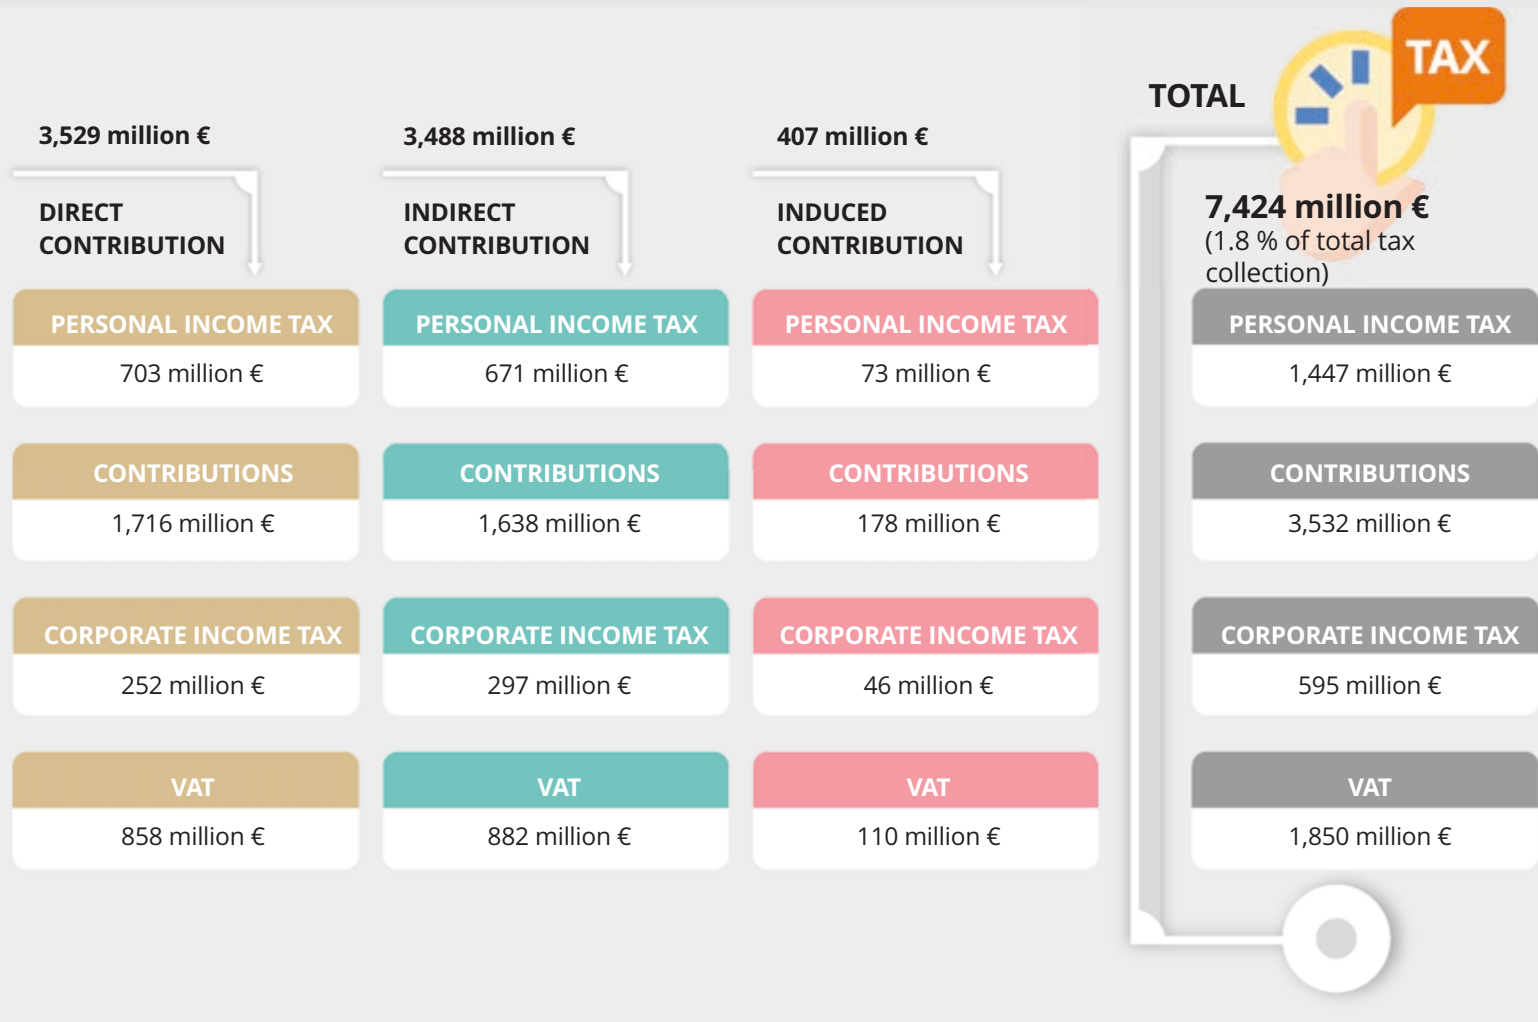 TAX
TOTAL
3,529 million €
3,488 million €
407 million €
DIRECT
CONTRIBUTION
INDIRECT
CONTRIBUTION
INDUCED
CONTRIBUTION
7,424 million €
(1.8 % of total tax
collection)
PERSONAL INCOME TAX
PERSONAL INCOME TAX
PERSONAL INCOME TAX
PERSONAL INCOME TAX
703 million €
671 million €
73 million €
1,447 million €
CONTRIBUTIONS
CONTRIBUTIONS
CONTRIBUTIONS
CONTRIBUTIONS
1,716 million €
1,638 million €
178 million €
3,532 million €
CORPORATE INCOME TAX
CORPORATE INCOME TAX
CORPORATE INCOME TAX
CORPORATE INCOME TAX
252 million €
297 million €
46 million €
595 million €
VAT
VAT
VAT
VAT
858 million €
882 million €
110 million €
1,850 million €